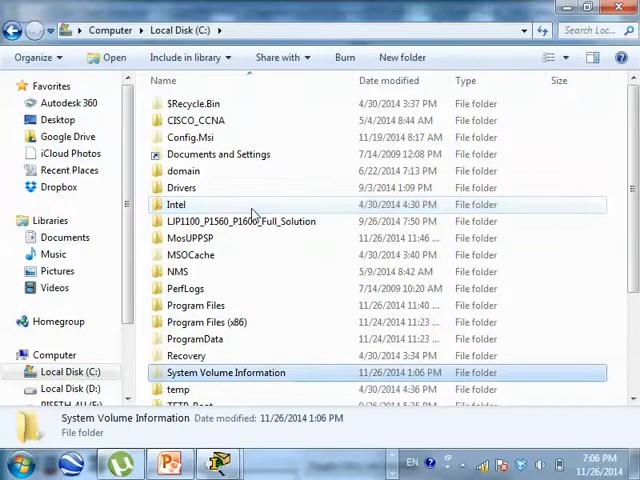 Computer Local Disk (C:) Search Loc...
Organize Open Include in library Share with Burn New folder
Name Date modified Type Size
Favorites
Autodesk 360
Desktop
Google Drive
iCloud Photos
Recent Places
Dropbox
Libraries
Documents
Music
Pictures
Videos
Homegroup
Computer
Local Disk (C:)
Local Disk (D:)
$Recycle.Bin 4/30/2014 3:37 PM File folder
CISCO_CCNA 5/4/2014 8:44 AM File folder
Config.Msi 11/19/2014 8:17 AM File folder
Documents and Settings 7/14/2009 12:08 PM File folder
domain 6/22/2014 7:13 PM File folder
Drivers 9/3/2014 1:09 PM File folder
Intel 4/30/2014 4:30 PM File folder
LJP1100_P1560_P1600_Full_Solution 9/26/2014 7:50 PM File folder
MosUPPSP 11/26/2014 11:46 ... File folder
MSOCache 4/30/2014 3:40 PM File folder
NMS 5/9/2014 8:42 AM File folder
PerfLogs 7/14/2009 10:20 AM File folder
Program Files 11/26/2014 11:40 ... File folder
Program Files (x86) 11/24/2014 11:23 ... File folder
ProgramData 11/24/2014 11:23 ... File folder
Recovery 4/30/2014 3:34 PM File folder
System Volume Information 11/26/2014 1:06 PM File folder
temp 4/30/2014 4:36 PM File folder
System Volume Information Date modified: 11/26/2014 1:06 PM
File folder
EN 7:06 PM
11/26/2014